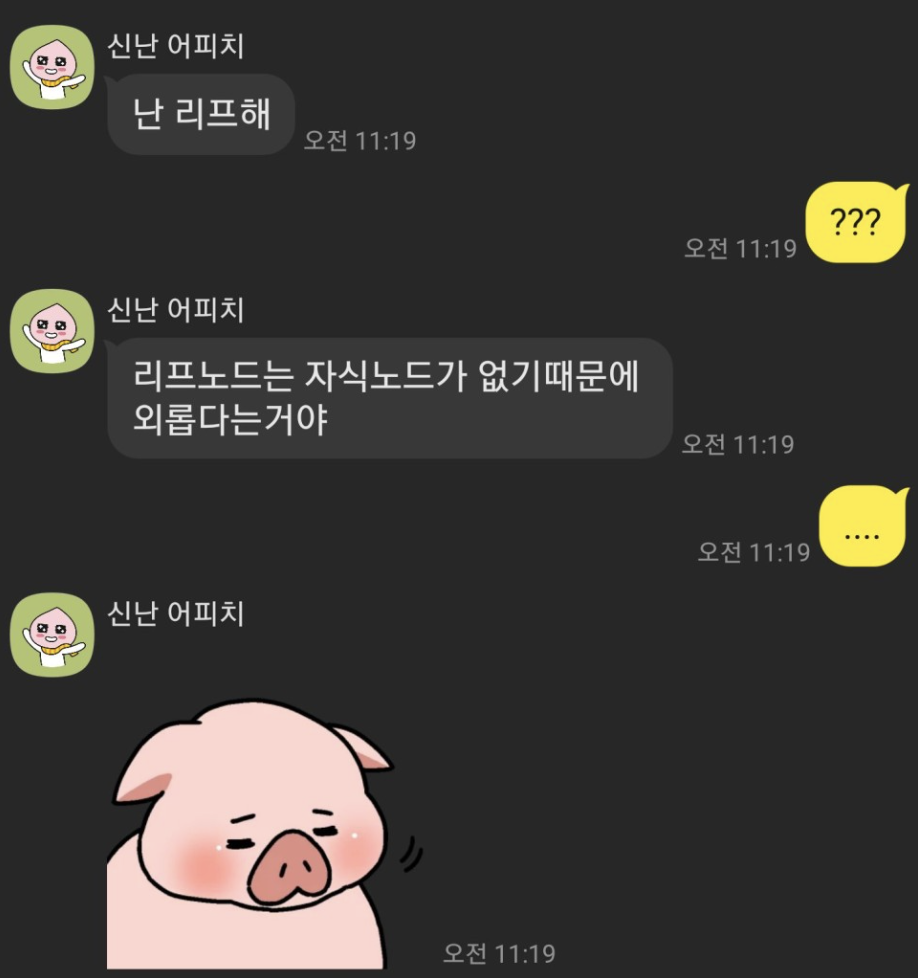 신난 어피치
난 리프해
오전 11:19
???
오전 11:19
신난 어피치
리프노드는 자식노드가 없기때문에
외롭다는거야
오전 11:19
....
오전 11:19
신난 어피치
오전 11:19